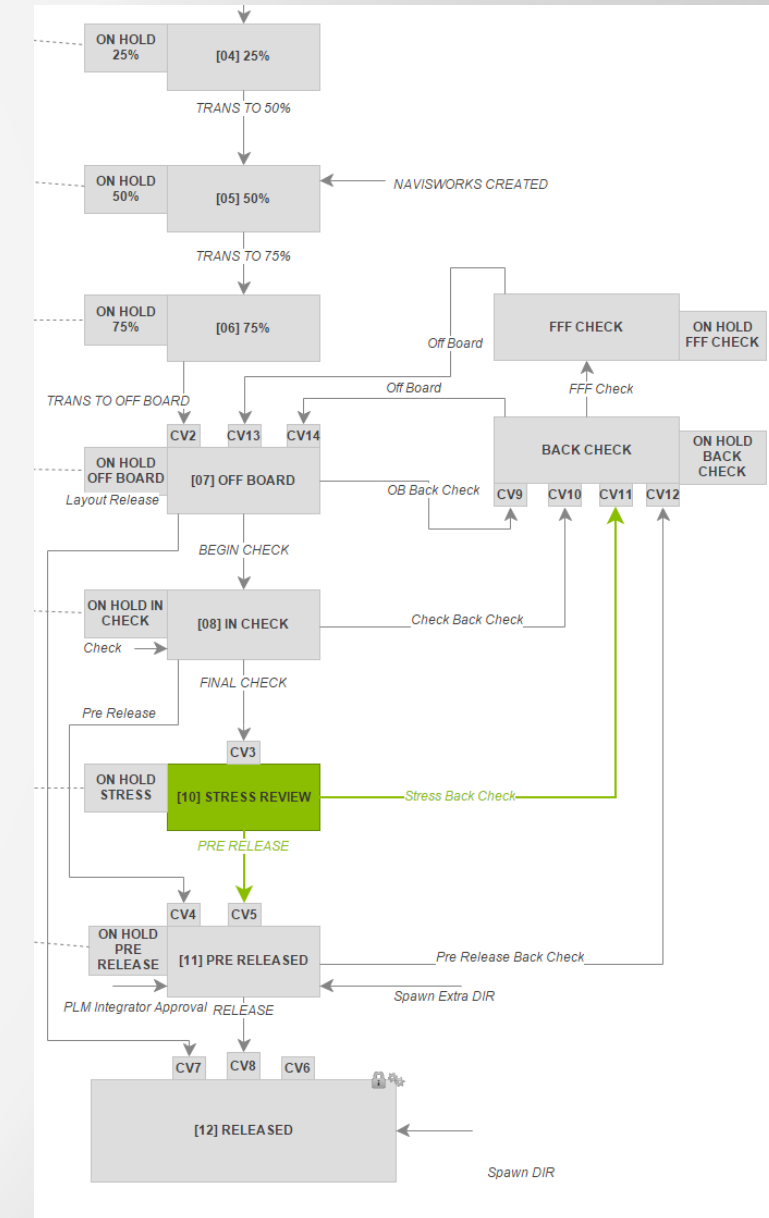 ON HOLD
25%
[04] 25%
TRANS TO 50%
ON HOLD
50%
[05] 50%
NAVISWORKS CREATED
TRANS TO 75%
ON HOLD
75%
[06] 75%
FFF CHECK
ON HOLD
FFF CHECK
Off Board
Off Board
FFF Check
TRANS TO OFF BOARD
CV2
CV13
CV14
BACK CHECK
ON HOLD
BACK
CHECK
ON HOLD
OFF BOARD
[07] OFF BOARD
Layout Release
OB Back Check
CV9
CV10
CV11
CV12
BEGIN CHECK
ON HOLD IN
CHECK
[08] IN CHECK
Check Back Check
Check
FINAL CHECK
Pre Release
CV3
ON HOLD
STRESS
[10] STRESS REVIEW
Stress Back Check
PRE RELEASE
CV4
CV5
ON HOLD
PRE
RELEASE
[11] PRE RELEASED
Pre Release Back Check
PLM Integrator Approval
RELEASE
Spawn Extra DIR
CV7
CV8
CV6
[12] RELEASED
Spawn DIR